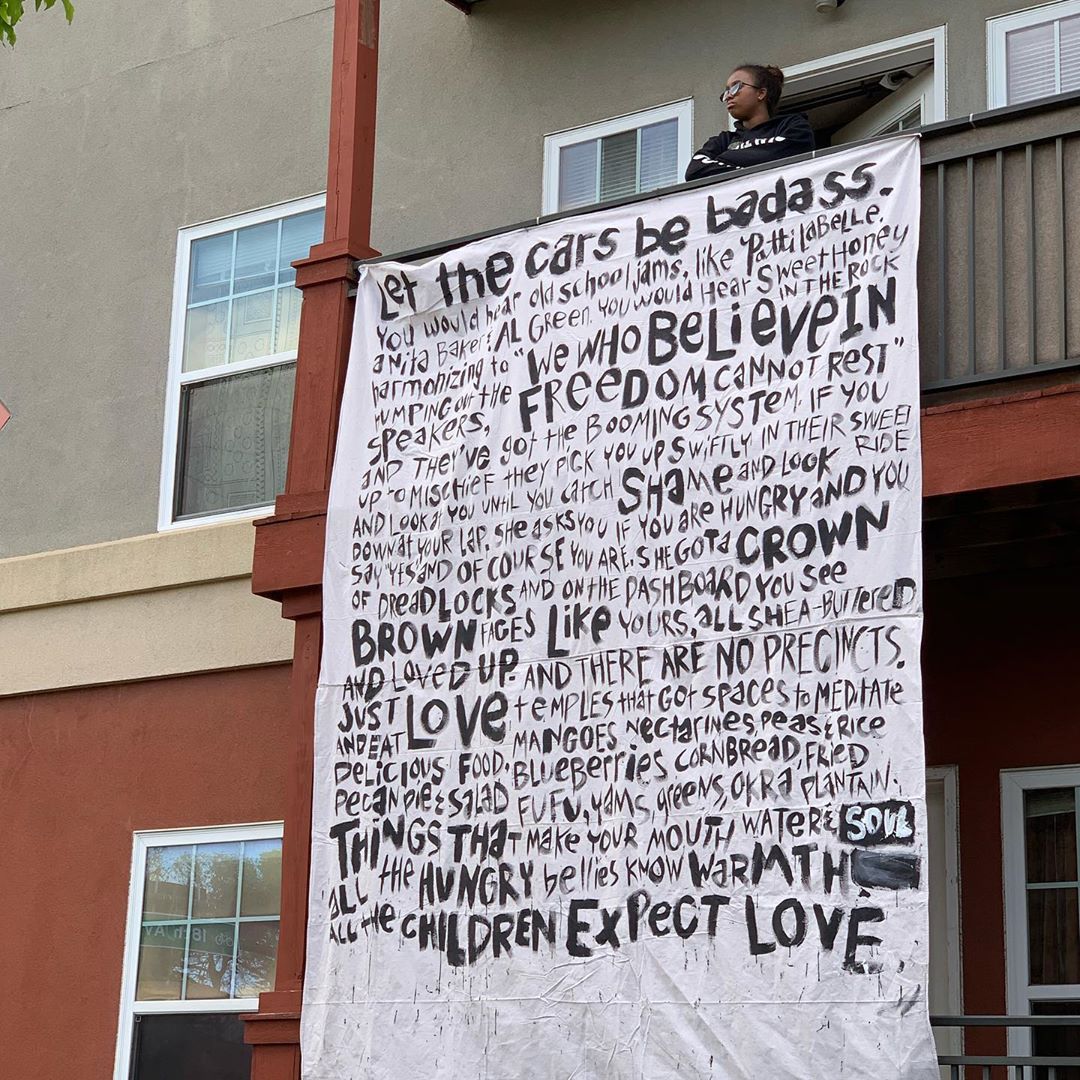 Let the cars be badass.
You would hear old school jams, like Patti LaBelle,
anita Baker & AL Green. You would Hear Sweet Honey
IN THE ROCK
harmonizing to "WE WHO BELIEVE IN
FREEDOM CANNOT REST"
HUMPING out the
speakers,
AND THEY'VE got the BOOMING SYSTEM. IF YOU
UP to MISCHIEF they PICK YOU UP SWIFTLY IN THEIR SWEET
RIDE
AND LOOK at YOU UNTIL YOU CATCH SHAME AND LOOK
DOWN AT YOUR LAP. SHE ASKS YOU IF YOU ARE HUNGRY AND YOU
SAY "YES" AND OF COURSE YOU ARE. SHE GOT a CROWN
OF DREADLOCKS AND ON THE DASHBOARD YOU SEE
BROWN FACES LIKE YOURS, ALL SHEA-BUTTERED
AND LOVED UP. AND THERE ARE NO PRECINCTS.
JUST LOVE tEMPLES tHAT GOT SPACES to MEDITATE
AND EAT
DELICIOUS FOOD. MANGOES NECTARINES, PEAS & RICE
BLUEBERRIES CORNBREAD, FRIED
PECAN PIE & SALAD FUFU, YAMS, greens, OKRA PLANTAIN.
THINGS THAT MAKE YOUR MOUTH WATER & SOUL
ALL the HUNGRY bellies KNOW WARMTH.
ALL the CHILDREN EXPECT LOVE.
18th Av